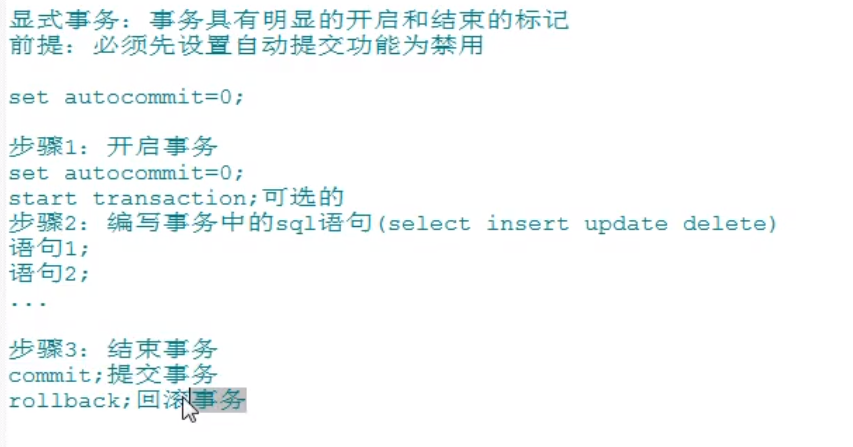 显式事务：事务具有明显的开启和结束的标记
前提：必须先设置自动提交功能为禁用
set autocommit=0;
步骤1：开启事务
set autocommit=0;
start transaction;可选的
步骤2：编写事务中的sql语句(select insert update delete)
语句1;
语句2;
...
步骤3：结束事务
commit;提交事务
rollback;回滚事务